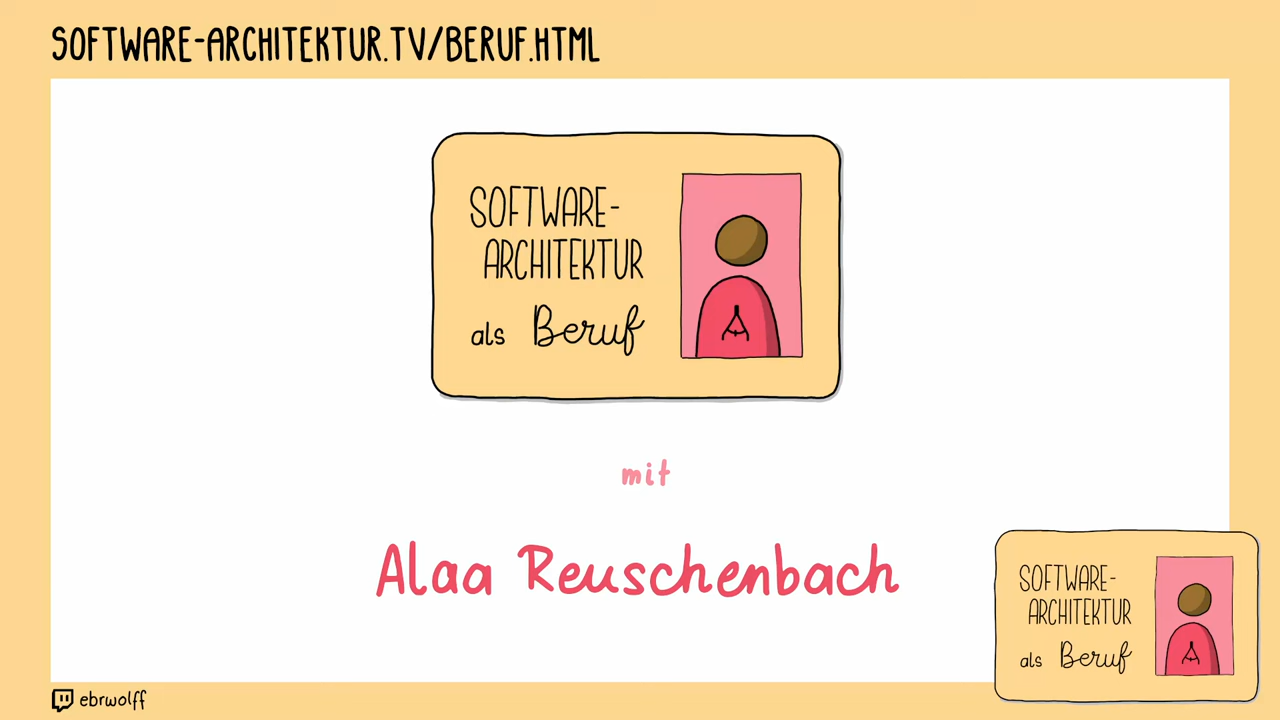 SOFTWARE-ARCHITEKTUR.TV/BERUF.HTML
SOFTWARE-
ARCHITEKTUR
als Beruf
mit
Alaa Reuschenbach
SOFTWARE-
ARCHITEKTUR
als Beruf
ebrwolff